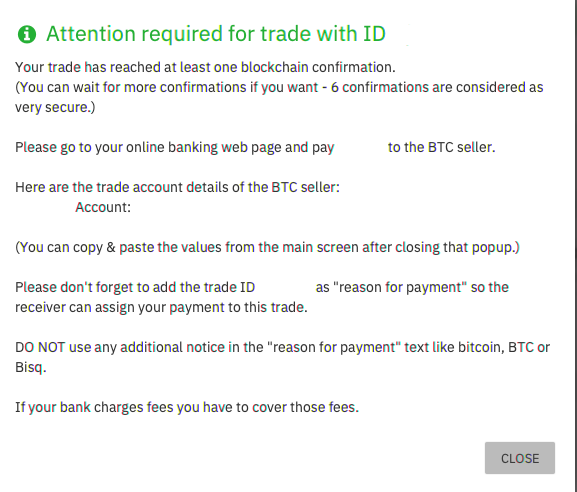 Attention required for trade with ID
Your trade has reached at least one blockchain confirmation.
(You can wait for more confirmations if you want - 6 confirmations are considered as
very secure.)
Please go to your online banking web page and pay to the BTC seller.
Here are the trade account details of the BTC seller:
Account:
(You can copy & paste the values from the main screen after closing that popup.)
Please don't forget to add the trade ID as "reason for payment" so the
receiver can assign your payment to this trade.
DO NOT use any additional notice in the "reason for payment" text like bitcoin, BTC or
Bisq.
If your bank charges fees you have to cover those fees.
CLOSE